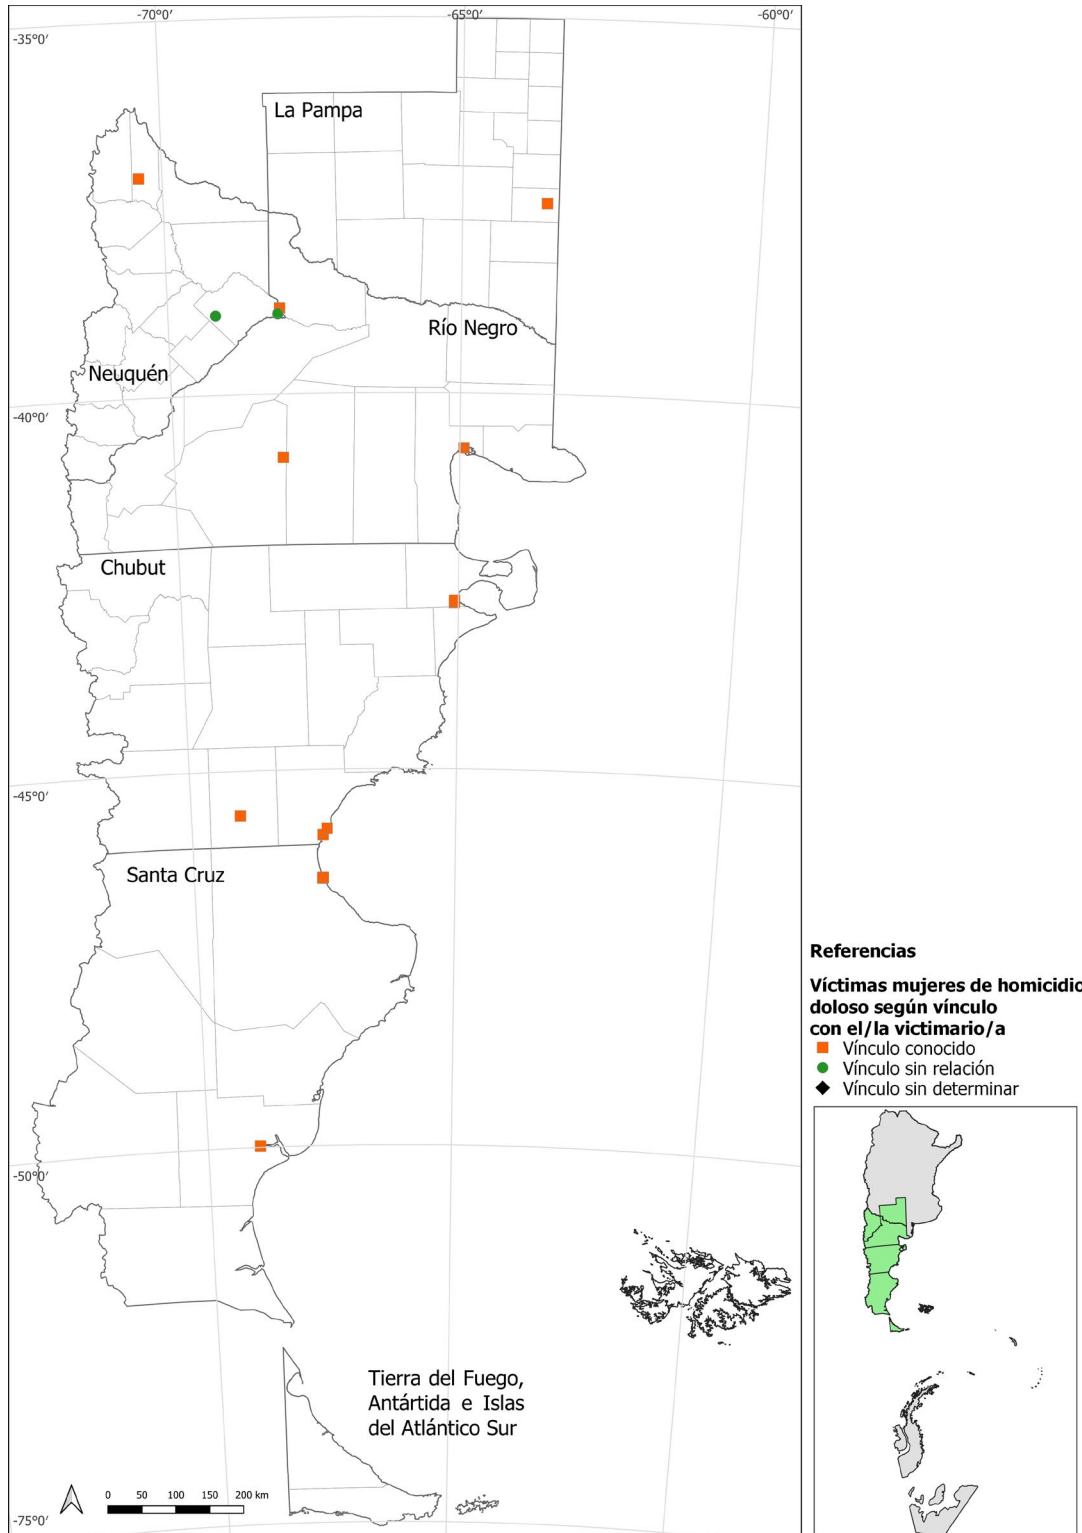 -70°0′
-65°0′
-60°0′
-35°0′
La Pampa
Río Negro
Neuquén
-40°0′
Chubut
-45°0′
Santa Cruz
Referencias
Víctimas mujeres de homicidio
doloso según vínculo
con el/la victimario/a
Vínculo conocido
Vínculo sin relación
Vínculo sin determinar
-50°0′
Tierra del Fuego,
Antártida e Islas
del Atlántico Sur
0 50 100 150 200 km
-75°0′